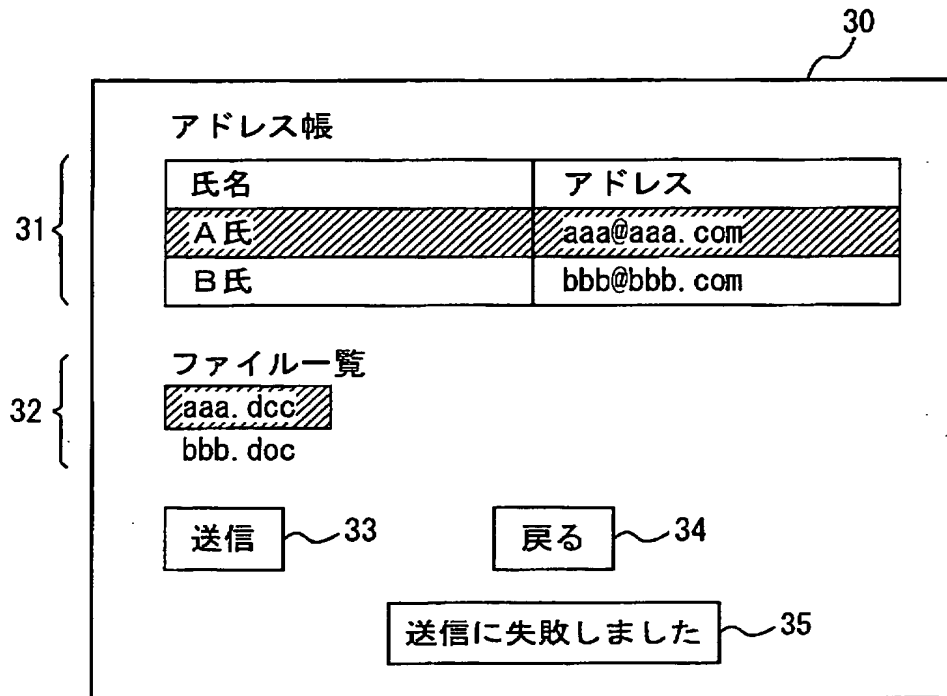 30
アドレス帳
氏名 アドレス
31
A氏 aaa@aaa.com
B氏 bbb@bbb.com
ファイル一覧
32
aaa.dcc
bbb.doc
送信 33 戻る 34
送信に失敗しました 35